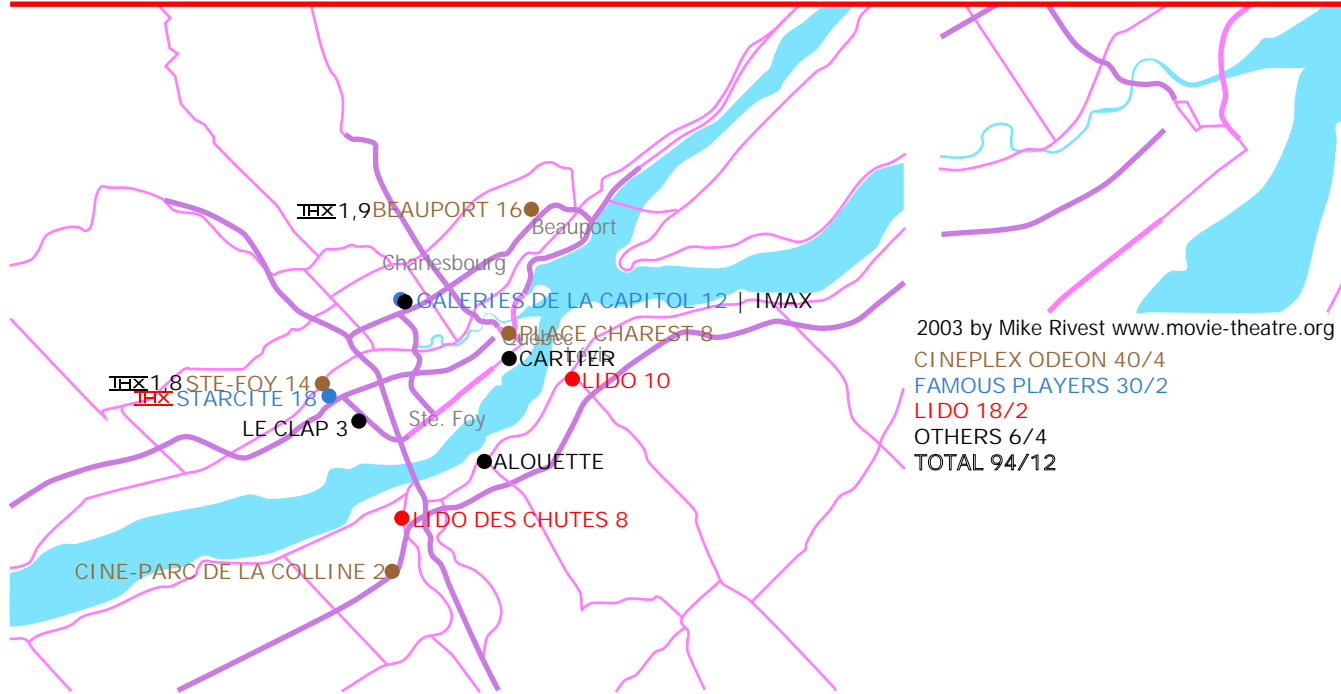 THX 1,9 BEAUPORT 16
Beauport
Charlesbourg
GALERIES DE LA CAPITOL 12 | IMAX
PLACE CHAREST 8
Quebec
Levis
CARTIER
THX 1,8 STE-FOY 14
LIDO 10
THX STARCITE 18
LE CLAP 3
Ste. Foy
ALOUETTE
LIDO DES CHUTES 8
CINE-PARC DE LA COLLINE 2
2003 by Mike Rivest www.movie-theatre.org
CINEPLEX ODEON 40/4
FAMOUS PLAYERS 30/2
LIDO 18/2
OTHERS 6/4
TOTAL 94/12